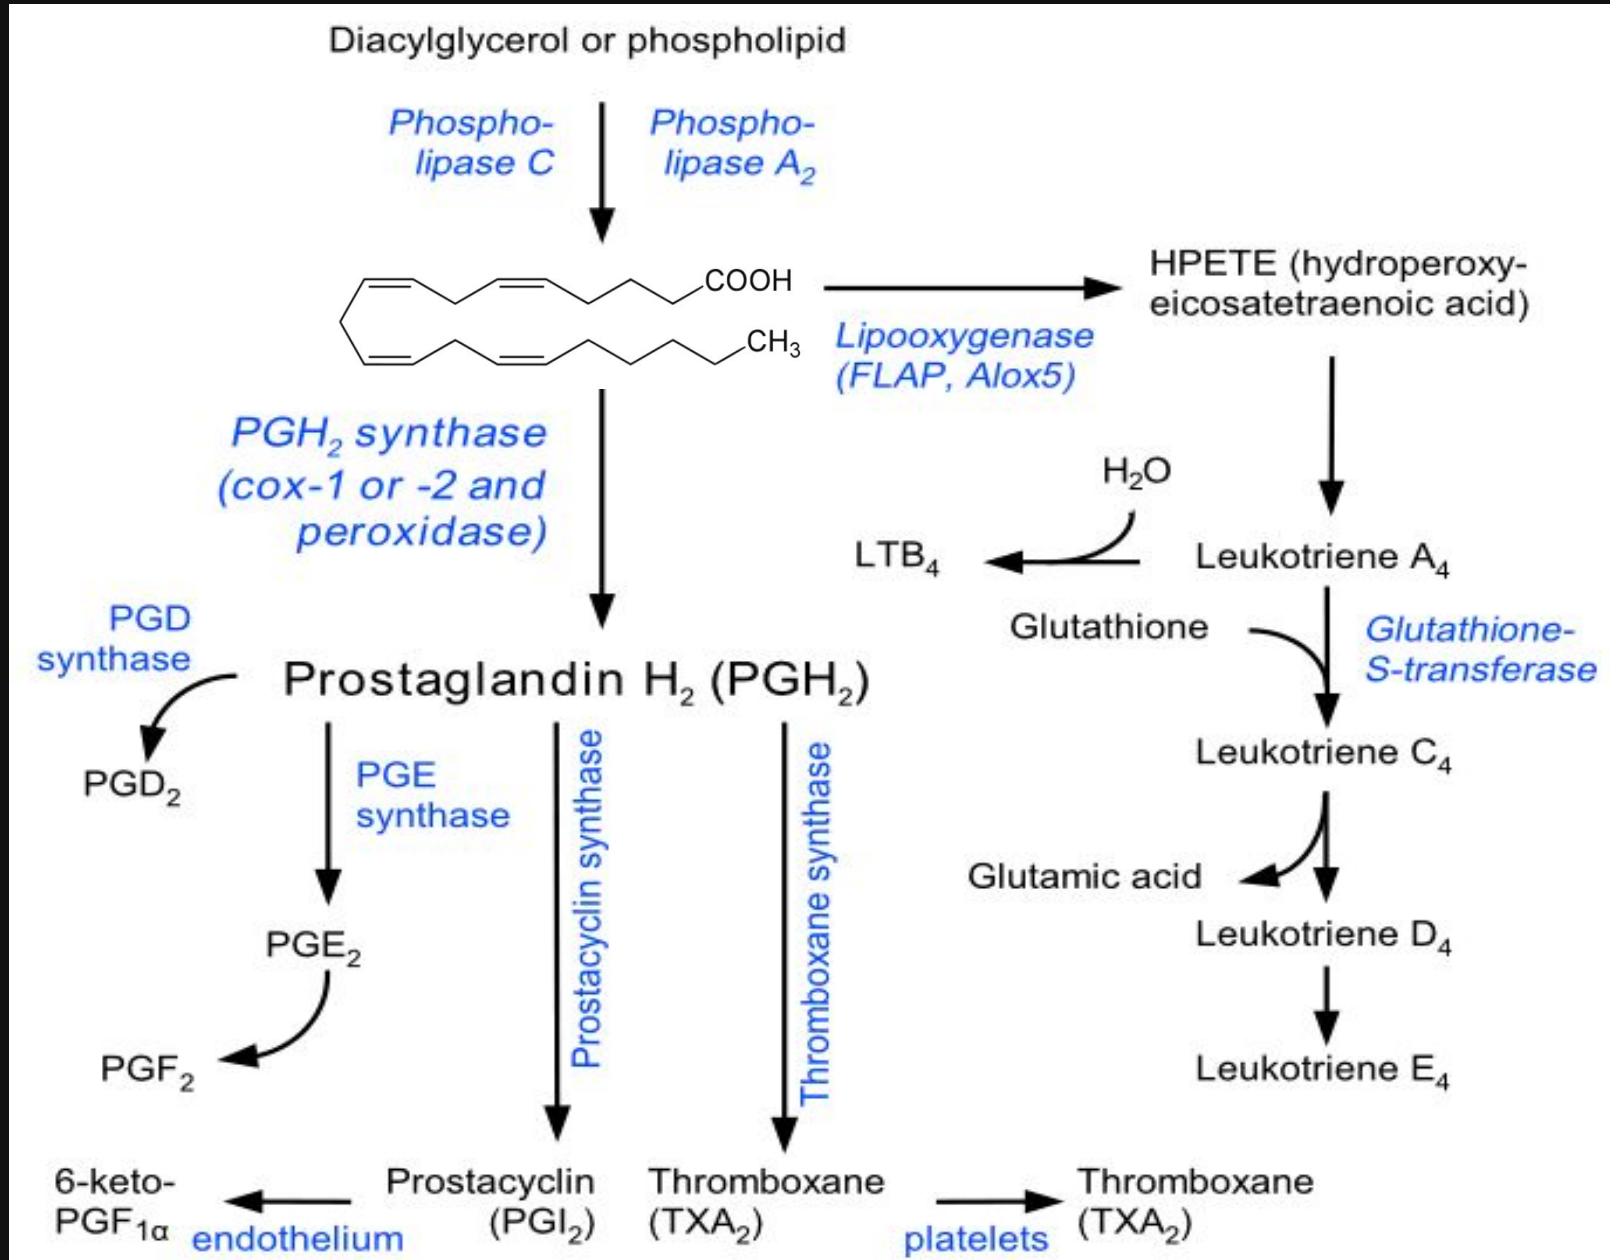 Diacylglycerol or phospholipid
Phospho-
lipase C
Phospho-
lipase A₂
COOH
CH₃
HPETE (hydroperoxy-
eicosatetraenoic acid)
Lipooxygenase
(FLAP, Alox5)
PGH₂ synthase
(cox-1 or -2 and
peroxidase)
H₂O
LTB₄
Leukotriene A₄
Glutathione
Glutathione-
S-transferase
PGD
synthase
Prostaglandin H₂ (PGH₂)
Leukotriene C₄
PGD₂
PGE
synthase
Prostacyclin synthase
Thromboxane synthase
Glutamic acid
Leukotriene D₄
PGE₂
PGF₂
Leukotriene E₄
6-keto-
PGF₁α
endothelium
Prostacyclin
(PGI₂)
Thromboxane
(TXA₂)
platelets
Thromboxane
(TXA₂)